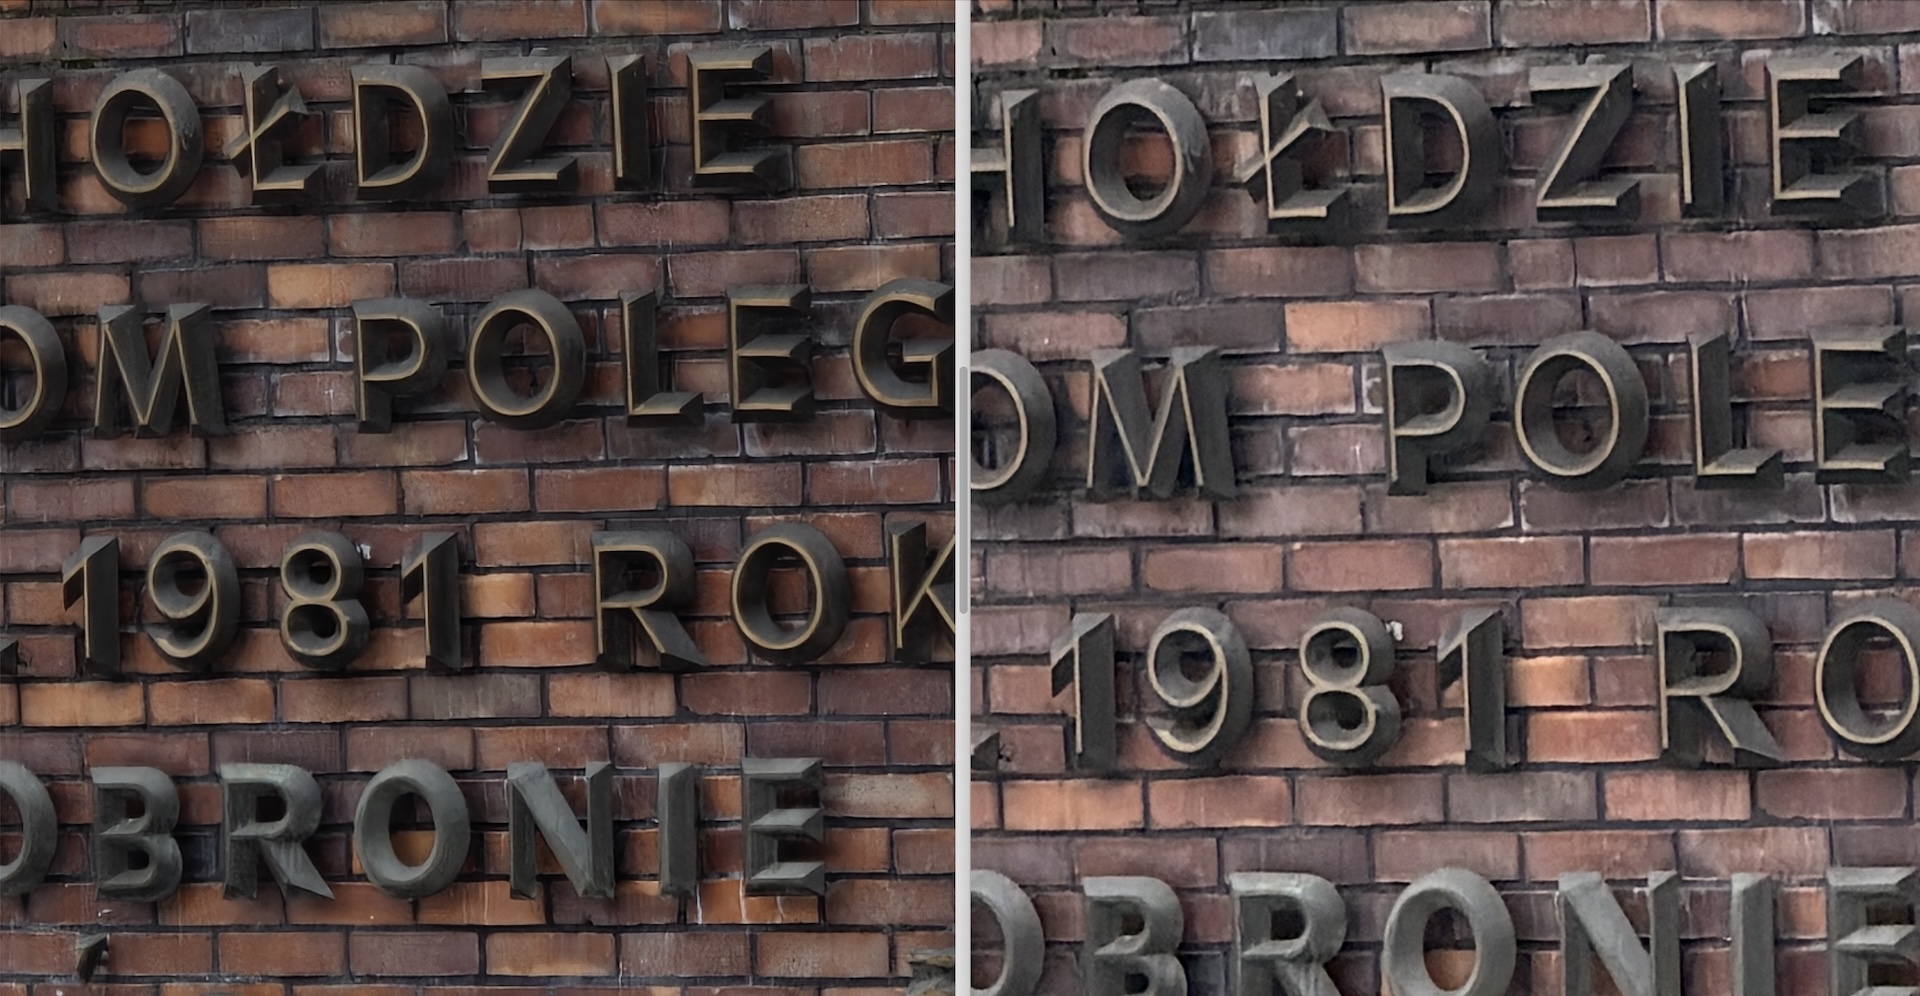 HOŁDZIE
OM POLEG
1981 ROK
OBRONIE
HOŁDZIE
OM POLE
1981 RO
OBRONIE